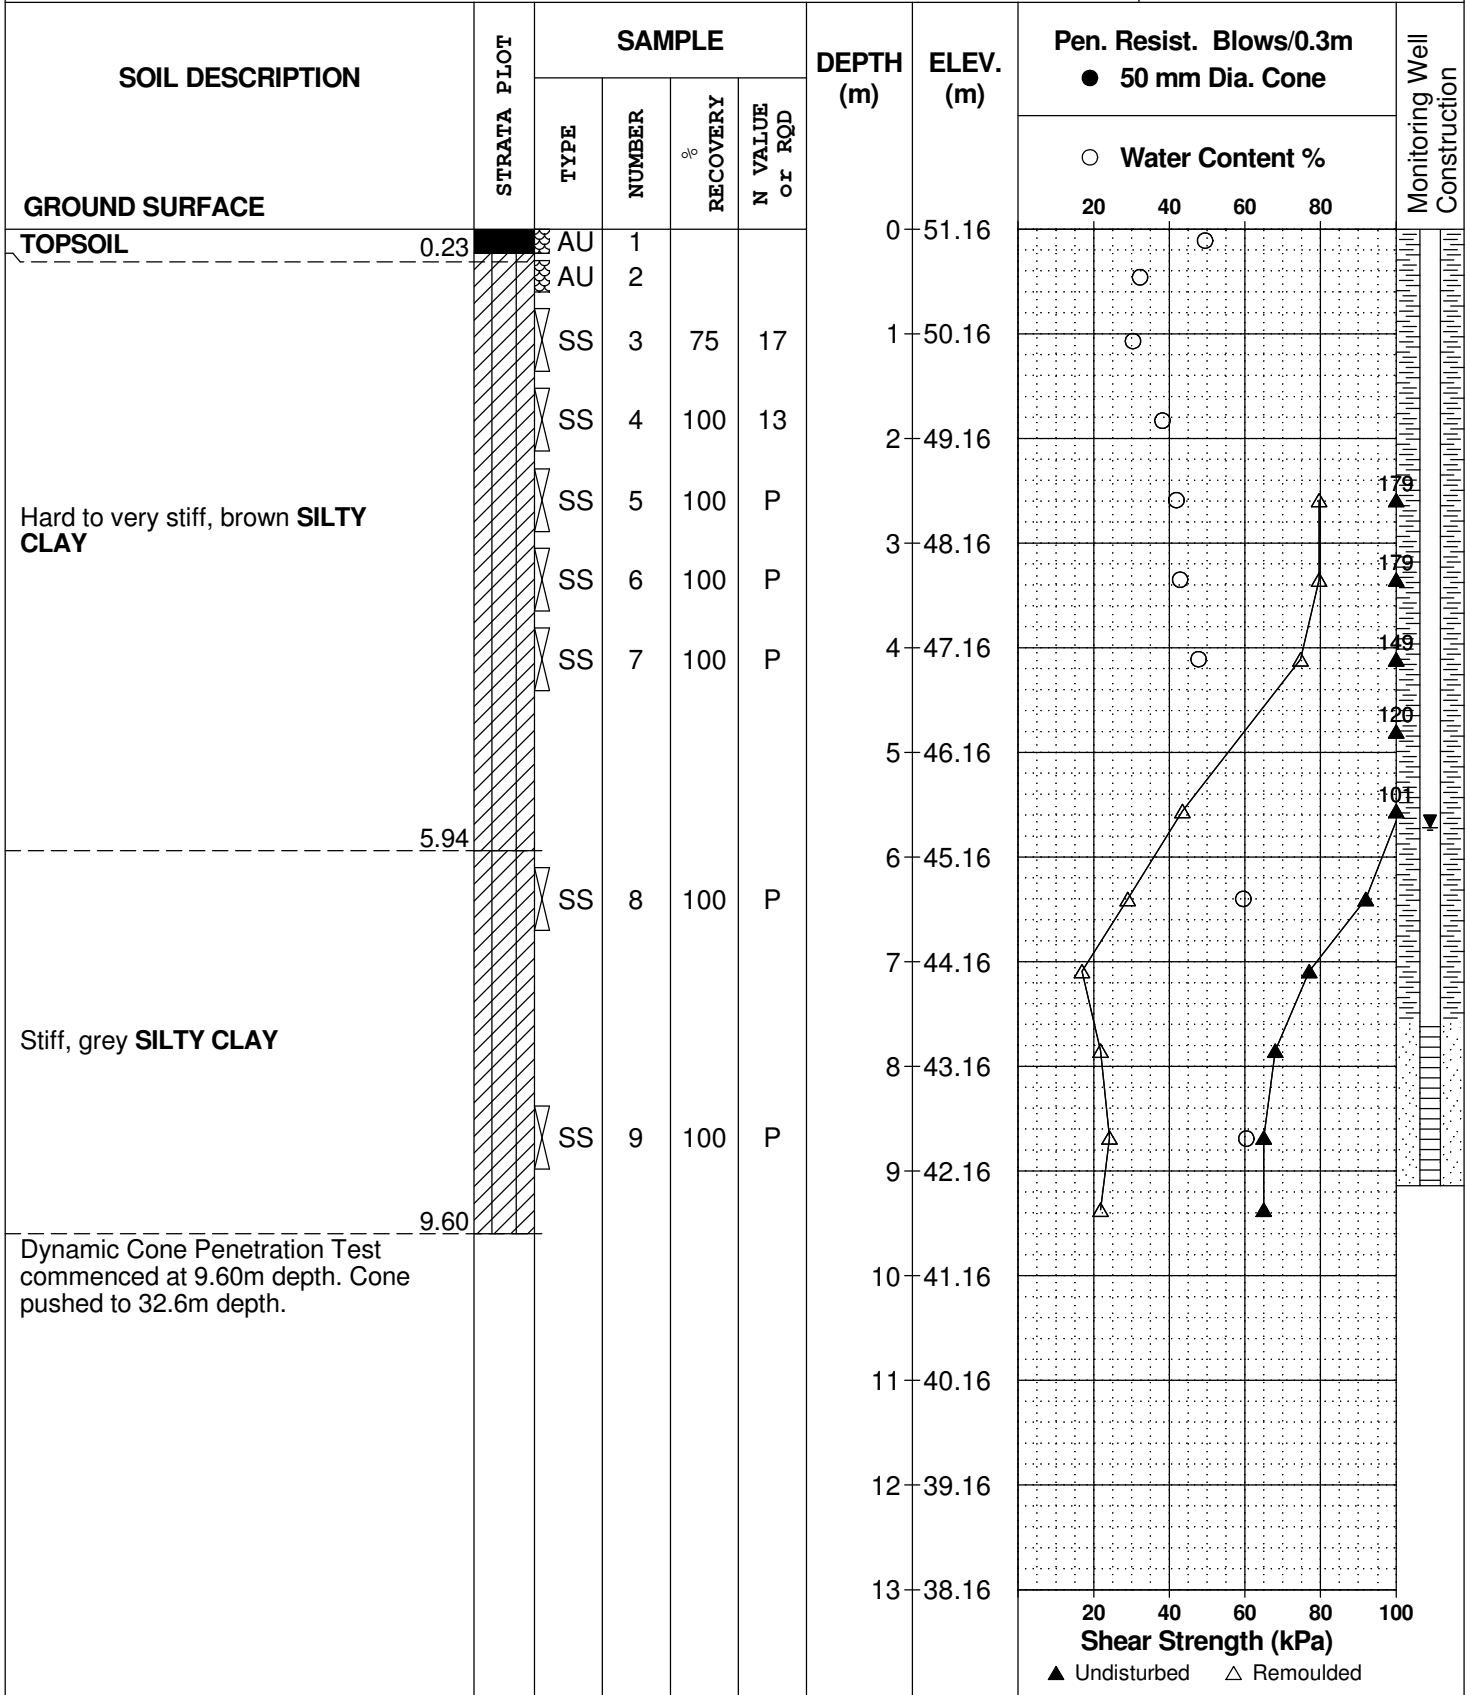 SOIL DESCRIPTION
GROUND SURFACE
STRATA PLOT
SAMPLE
TYPE
NUMBER
% RECOVERY
N VALUE
or RQD
DEPTH
(m)
ELEV.
(m)
Pen. Resist. Blows/0.3m
● 50 mm Dia. Cone
○ Water Content %
20 40 60 80
Monitoring Well
Construction
TOPSOIL 0.23
AU 1
AU 2
SS 3 75 17
SS 4 100 13
SS 5 100 P
Hard to very stiff, brown SILTY
CLAY
SS 6 100 P
SS 7 100 P
5.94
SS 8 100 P
Stiff, grey SILTY CLAY
SS 9 100 P
9.60
Dynamic Cone Penetration Test
commenced at 9.60m depth. Cone
pushed to 32.6m depth.
0 51.16
1 50.16
2 49.16
3 48.16
4 47.16
5 46.16
6 45.16
7 44.16
8 43.16
9 42.16
10 41.16
11 40.16
12 39.16
13 38.16
179
179
149
120
101
20 40 60 80 100
Shear Strength (kPa)
▲ Undisturbed △ Remoulded